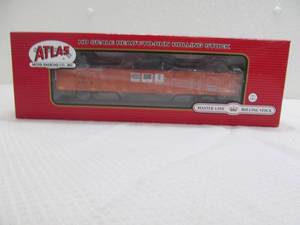 HO SCALE READY-TO-RUN ROLLING STOCK
ATLAS
MODEL RAILROAD CO., INC.
MASTER LINE ROLLING STOCK